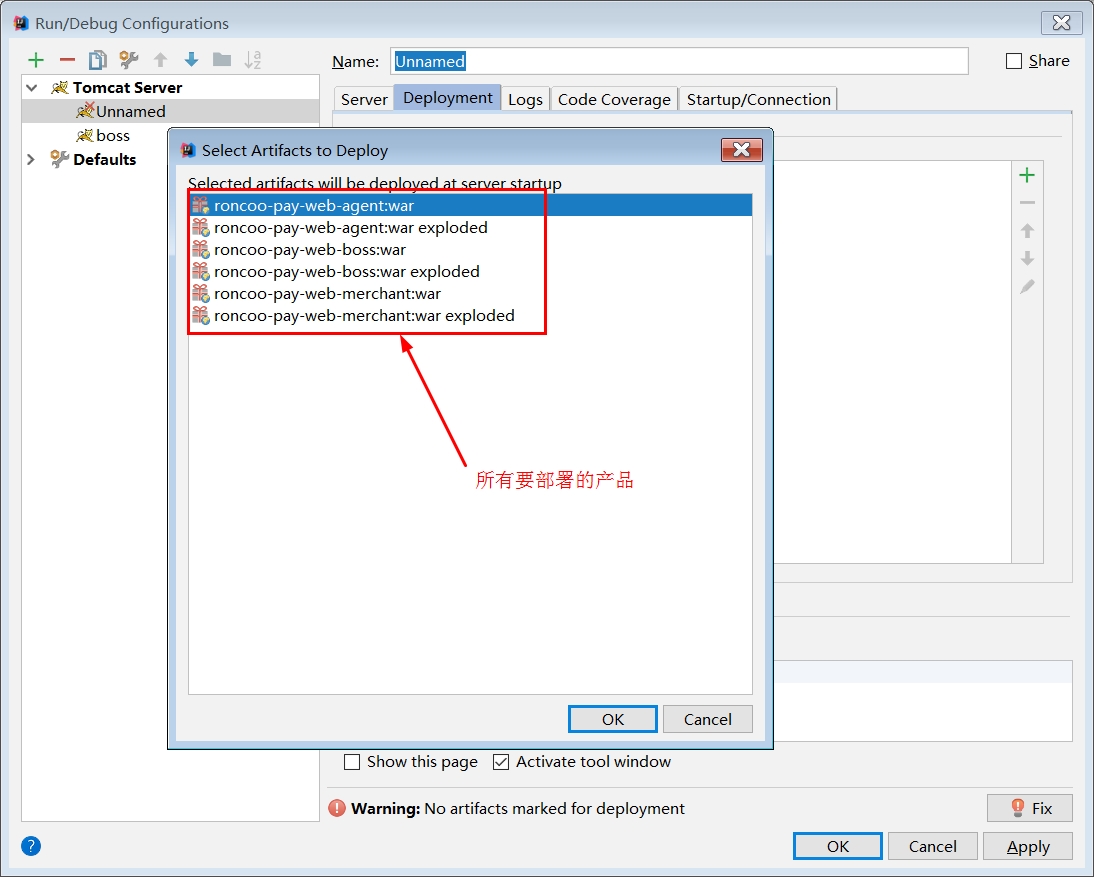 Run/Debug Configurations
Name: Unnamed
Share
Tomcat Server
Unnamed
boss
Defaults
Server
Deployment
Logs
Code Coverage
Startup/Connection
Select Artifacts to Deploy
Selected artifacts will be deployed at server startup
roncoo-pay-web-agent:war
roncoo-pay-web-agent:war exploded
roncoo-pay-web-boss:war
roncoo-pay-web-boss:war exploded
roncoo-pay-web-merchant:war
roncoo-pay-web-merchant:war exploded
所有要部署的产品
OK
Cancel
Show this page
Activate tool window
Warning: No artifacts marked for deployment
Fix
?
OK
Cancel
Apply